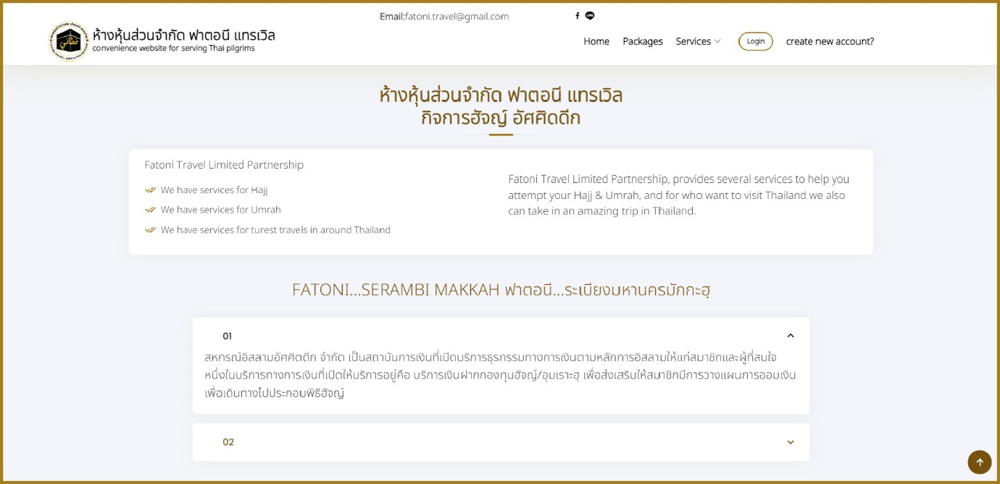 Email:fatoni.travel@gmail.com
ห้างหุ้นส่วนจำกัด ฟาตอนี แทรเวิล
convenience website for serving Thai pilgrims
Home Packages Services Login create new account?
ห้างหุ้นส่วนจำกัด ฟาตอนี แทรเวิล
กิจการฮัจญ์ อัศศิดดีก
Fatoni Travel Limited Partnership
We have services for Hajj
We have services for Umrah
We have services for turest travels in around Thailand
Fatoni Travel Limited Partnership, provides several services to help you
attempt your Hajj & Umrah, and for who want to visit Thailand we also
can take in an amazing trip in Thailand.
FATONI...SERAMBI MAKKAH ฟาตอนี...ระเบียงมหานครมักกะฮฺ
01
สหกรณ์อิสลามอัศศิดดีก จำกัด เป็นสถาบันการเงินที่เปิดบริการธุรกรรมทางการเงินตามหลักการอิสลามให้แก่สมาชิกและผู้ที่สนใจ
หนึ่งในบริการทางการเงินที่เปิดให้บริการอยู่คือ บริการเงินฝากกองทุนฮัจญ์/อุมเราะฮฺ เพื่อส่งเสริมให้สมาชิกมีการวางแผนการออมเงิน
เพื่อเดินทางไปประกอบพิธีฮัจญ์
02